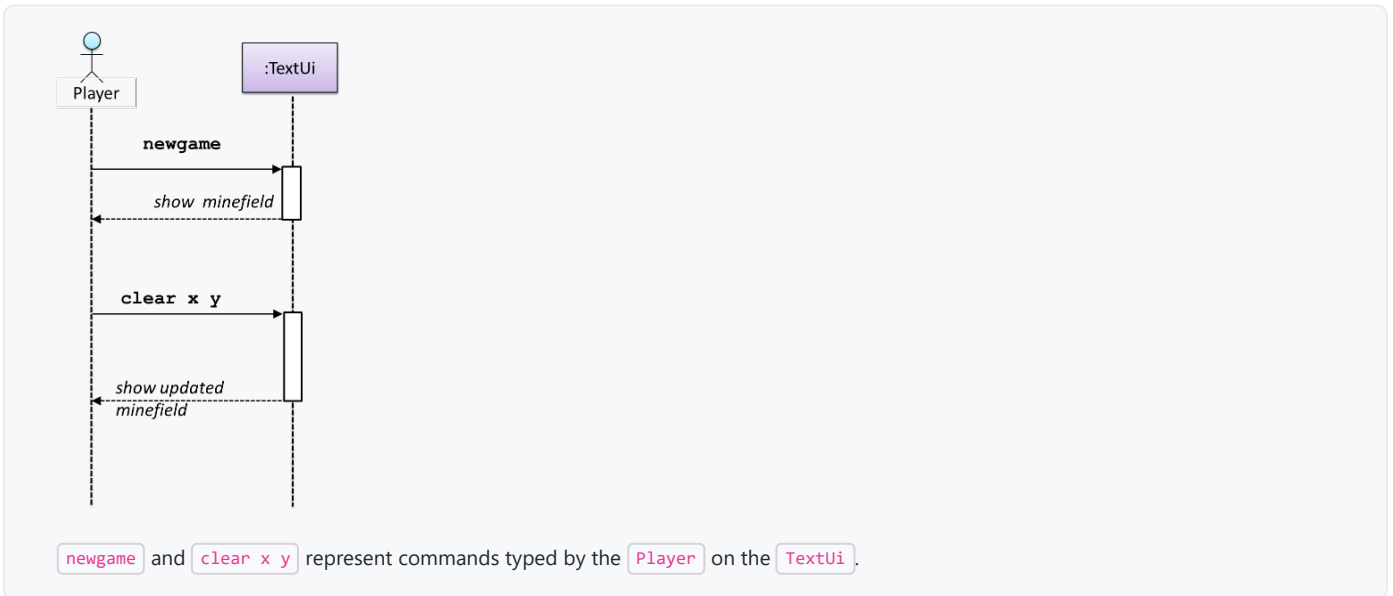 :TextUi
Player
newgame
show minefield
clear x y
show updated
minefield
newgame and clear x y represent commands typed by the Player on the TextUi.